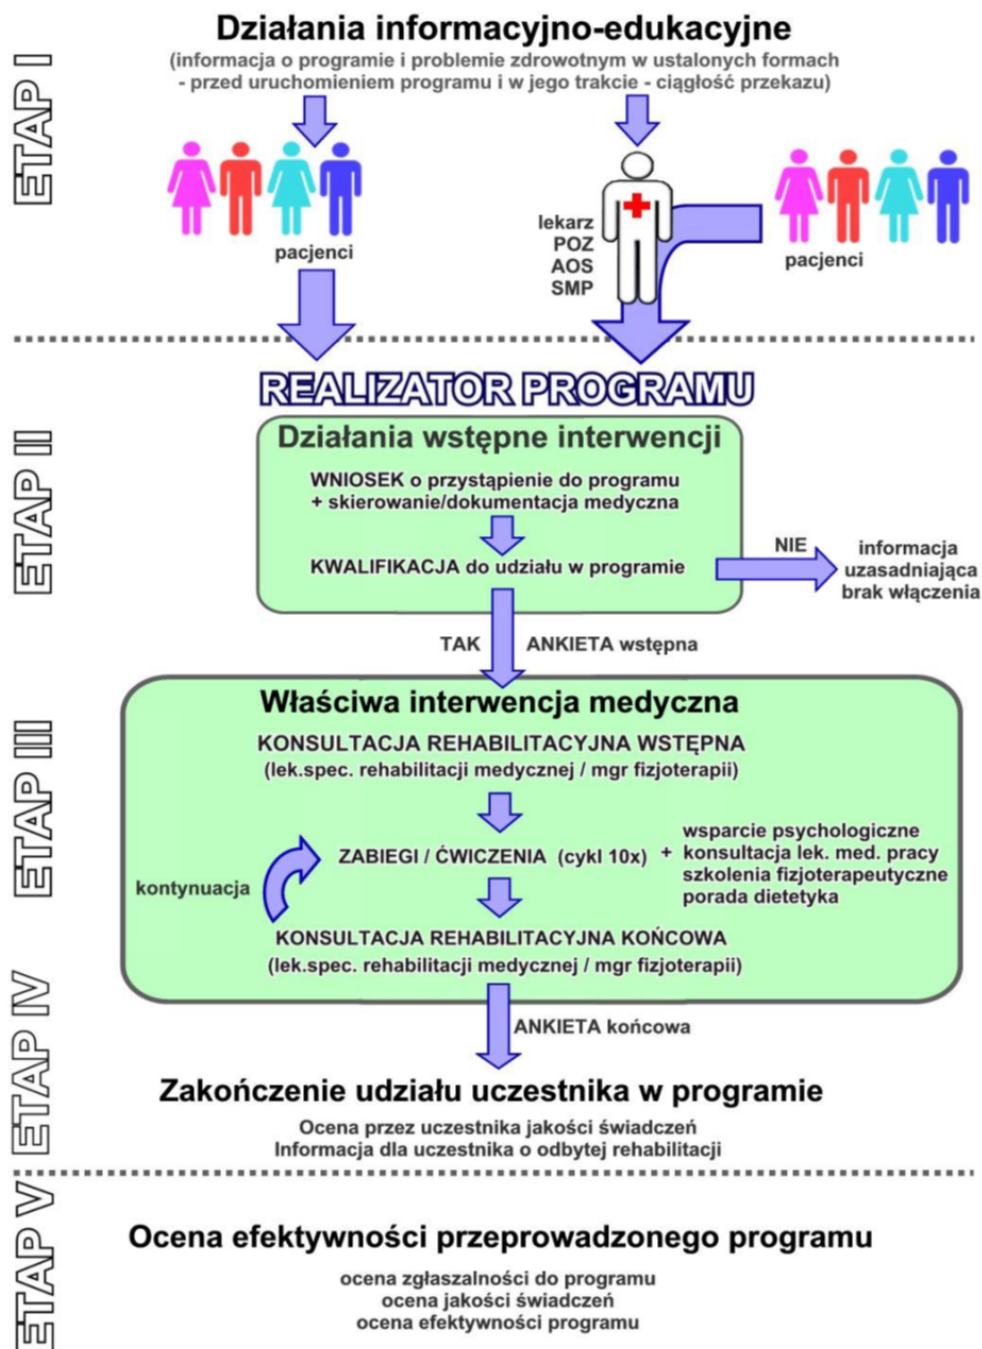 ETAP I
Działania informacyjno-edukacyjne
(informacja o programie i problemie zdrowotnym w ustalonych formach
- przed uruchomieniem programu i w jego trakcie - ciągłość przekazu)
pacjenci
lekarz
POZ
AOS
SMP
pacjenci
REALIZATOR PROGRAMU
ETAP II
Działania wstępne interwencji
WNIOSEK o przystąpienie do programu
+ skierowanie/dokumentacja medyczna
KWALIFIKACJA do udziału w programie
NIE
informacja
uzasadniająca
brak włączenia
TAK
ANKIETA wstępna
ETAP III
Właściwa interwencja medyczna
KONSULTACJA REHABILITACYJNA WSTĘPNA
(lek.spec. rehabilitacji medycznej / mgr fizjoterapii)
ZABIEGI / ĆWICZENIA (cykl 10x)
+
wsparcie psychologiczne
konsultacja lek. med. pracy
szkolenia fizjoterapeutyczne
porada dietetyka
kontynuacja
KONSULTACJA REHABILITACYJNA KOŃCOWA
(lek.spec. rehabilitacji medycznej / mgr fizjoterapii)
ANKIETA końcowa
ETAP IV
Zakończenie udziału uczestnika w programie
Ocena przez uczestnika jakości świadczeń
Informacja dla uczestnika o odbytej rehabilitacji
ETAP V
Ocena efektywności przeprowadzonego programu
ocena zgłaszalności do programu
ocena jakości świadczeń
ocena efektywności programu